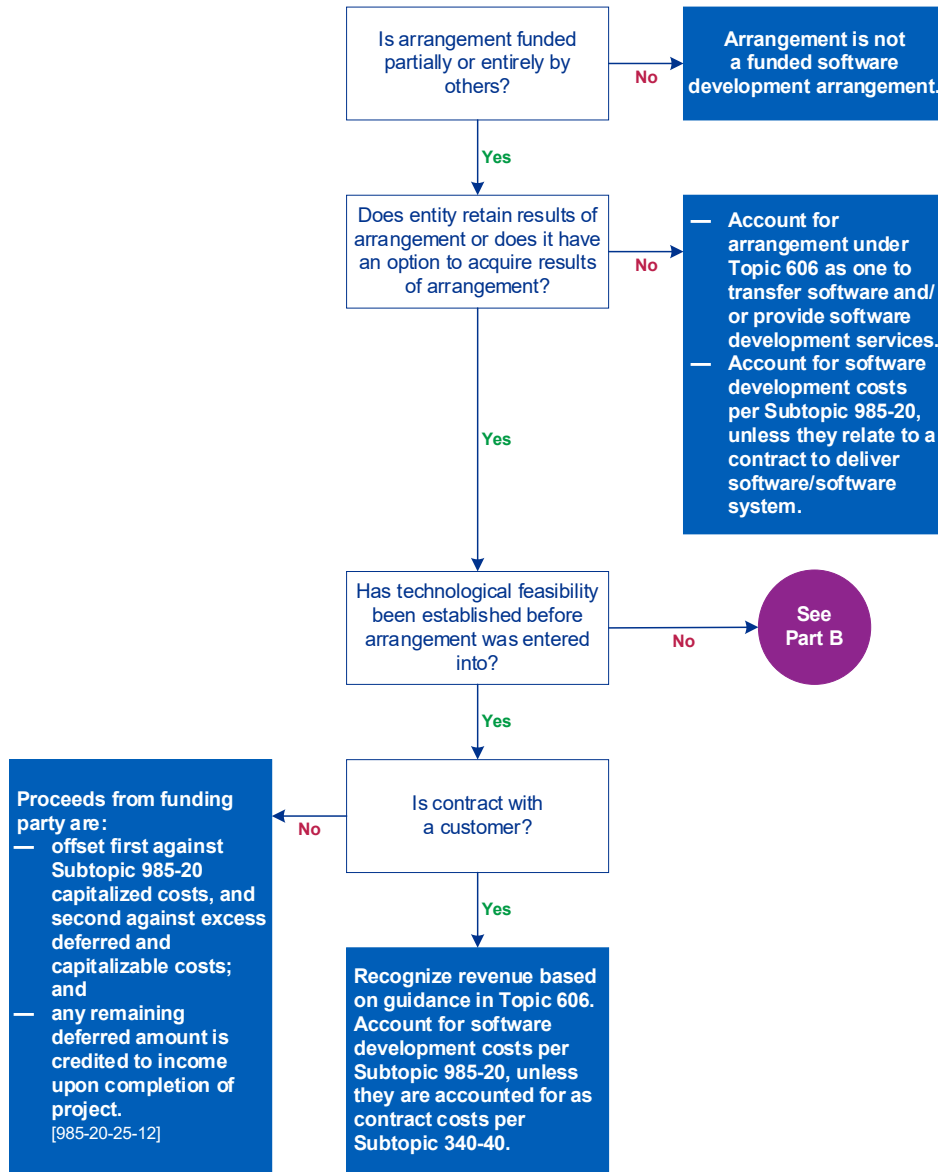 Is arrangement funded
partially or entirely by
others?
No
Arrangement is not
a funded software
development arrangement.
Yes
Does entity retain results of
arrangement or does it have
an option to acquire results
of arrangement?
No
— Account for
arrangement under
Topic 606 as one to
transfer software and/
or provide software
development services.
— Account for software
development costs
per Subtopic 985-20,
unless they relate to a
contract to deliver
software/software
system.
Yes
Has technological feasibility
been established before
arrangement was entered
into?
No
See
Part B
Yes
Is contract with
a customer?
No
Proceeds from funding
party are:
— offset first against
Subtopic 985-20
capitalized costs, and
second against excess
deferred and
capitalizable costs;
and
— any remaining
deferred amount is
credited to income
upon completion of
project.
[985-20-25-12]
Yes
Recognize revenue based
on guidance in Topic 606.
Account for software
development costs per
Subtopic 985-20, unless
they are accounted for as
contract costs per
Subtopic 340-40.